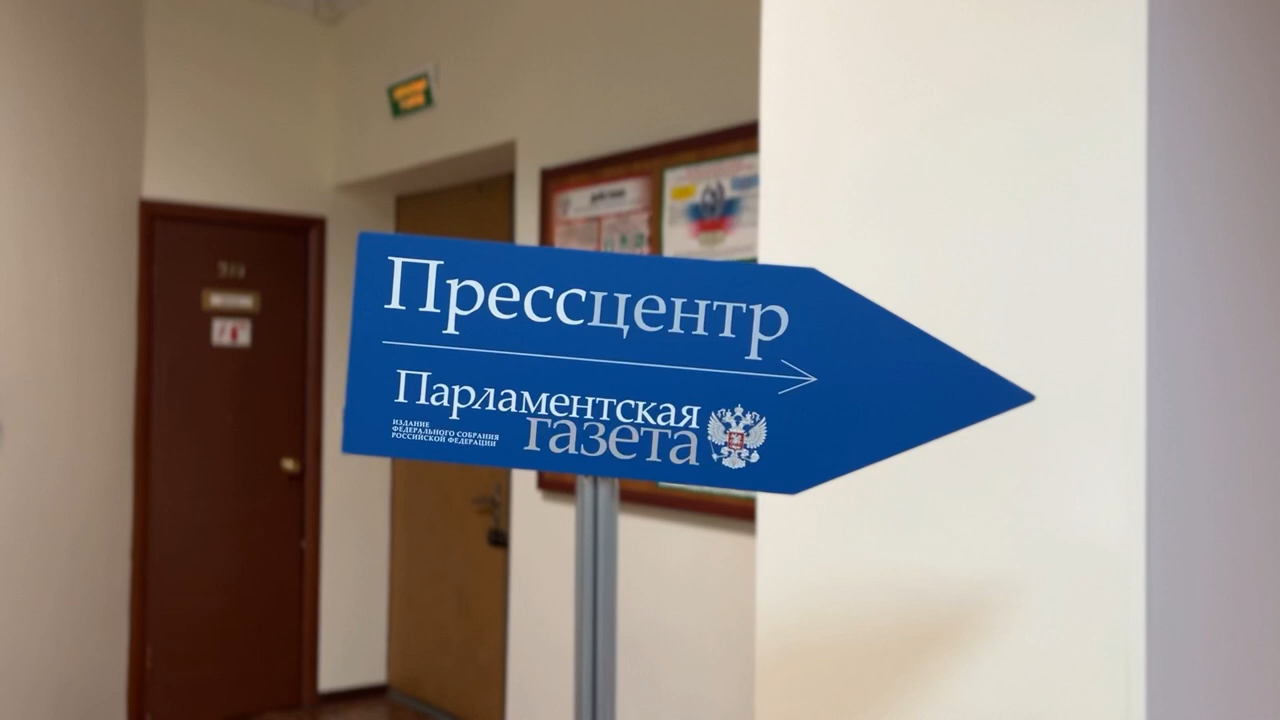 Прессцентр
Парламентская
газета
ИЗДАНИЕ
ФЕДЕРАЛЬНОГО СОБРАНИЯ
РОССИЙСКОЙ ФЕДЕРАЦИИ